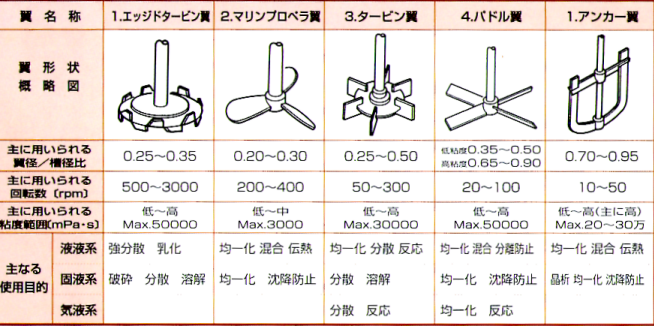 翼名称 1.エッジドタービン翼 2.マリンプロペラ翼 3.タービン翼 4.パドル翼 1.アンカー翼
翼形状
概略図
主に用いられる
翼径／槽径比 0.25〜0.35 0.20〜0.30 0.25〜0.50 低粘度0.35〜0.50 高粘度0.65〜0.90 0.70〜0.95
主に用いられる
回転数〔rpm〕 500〜3000 200〜400 50〜300 20〜100 10〜50
主に用いられる 低〜高 低〜中 低〜高 低〜高 低〜高(主に高)
粘度範囲[mPa・s] Max.50000 Max.3000 Max.30000 Max.50000 Max.20〜30万
主なる
使用目的
液液系 強分散 乳化 均一化 混合 伝熱 均一化 分散 反応 均一化 混合 分離防止 均一化 混合 伝熱
固液系 破砕 分散 溶解 均一化 沈降防止 分散 溶解 均一化 沈降防止 晶析 均一化 沈降防止
気液系 分散 反応 均一化 反応